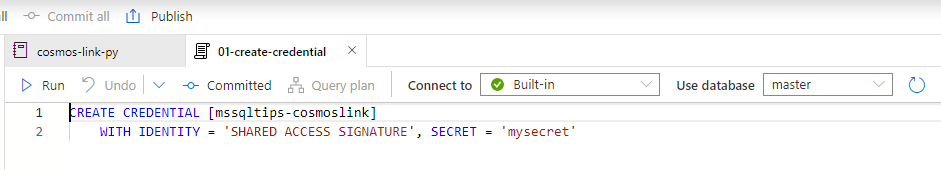 ll Commit all Publish
cosmos-link-py 01-create-credential
Run Undo Committed Query plan Connect to Built-in Use database master
1 CREATE CREDENTIAL [mssqltips-cosmoslink]
2 WITH IDENTITY = 'SHARED ACCESS SIGNATURE', SECRET = 'mysecret'